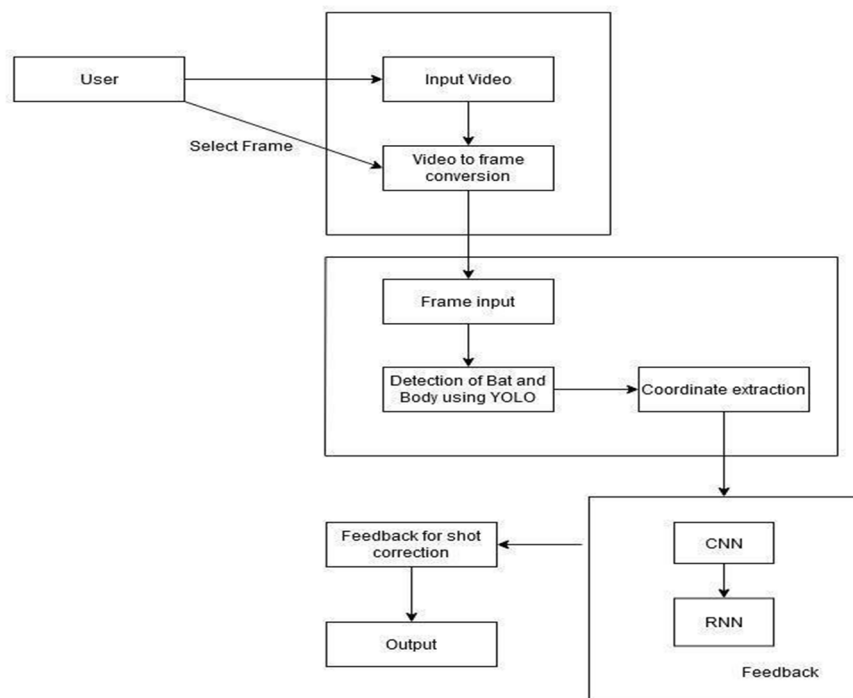 User
Input Video
Select Frame
Video to frame
conversion
Frame input
Detection of Bat and
Body using YOLO
Coordinate extraction
Feedback for shot
correction
CNN
RNN
Output
Feedback